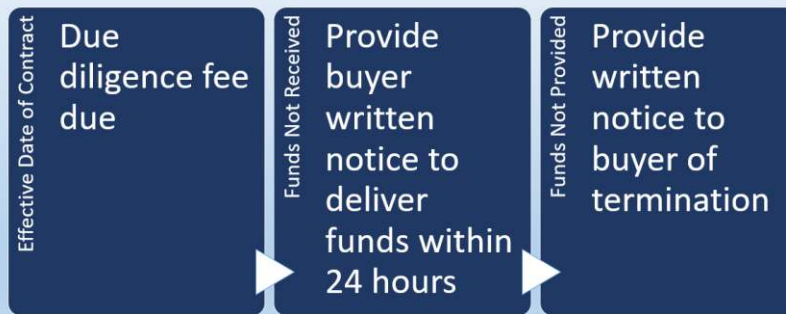 Effective Date of Contract
Due
diligence fee
due
Funds Not Received
Provide
buyer
written
notice to
deliver
funds within
24 hours
Funds Not Provided
Provide
written
notice to
buyer of
termination